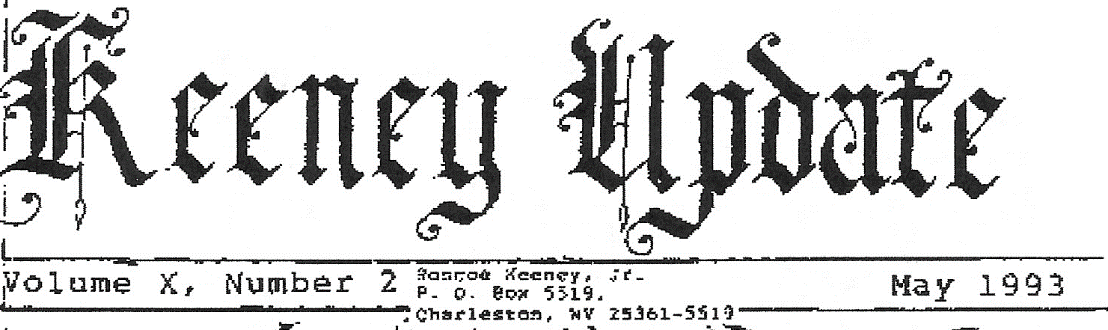 Keeney Update
Volume X, Number 2
Roscoe Keeney, Jr.
P. O. Box 5519,
Charleston, WV 25361-5519
May 1993